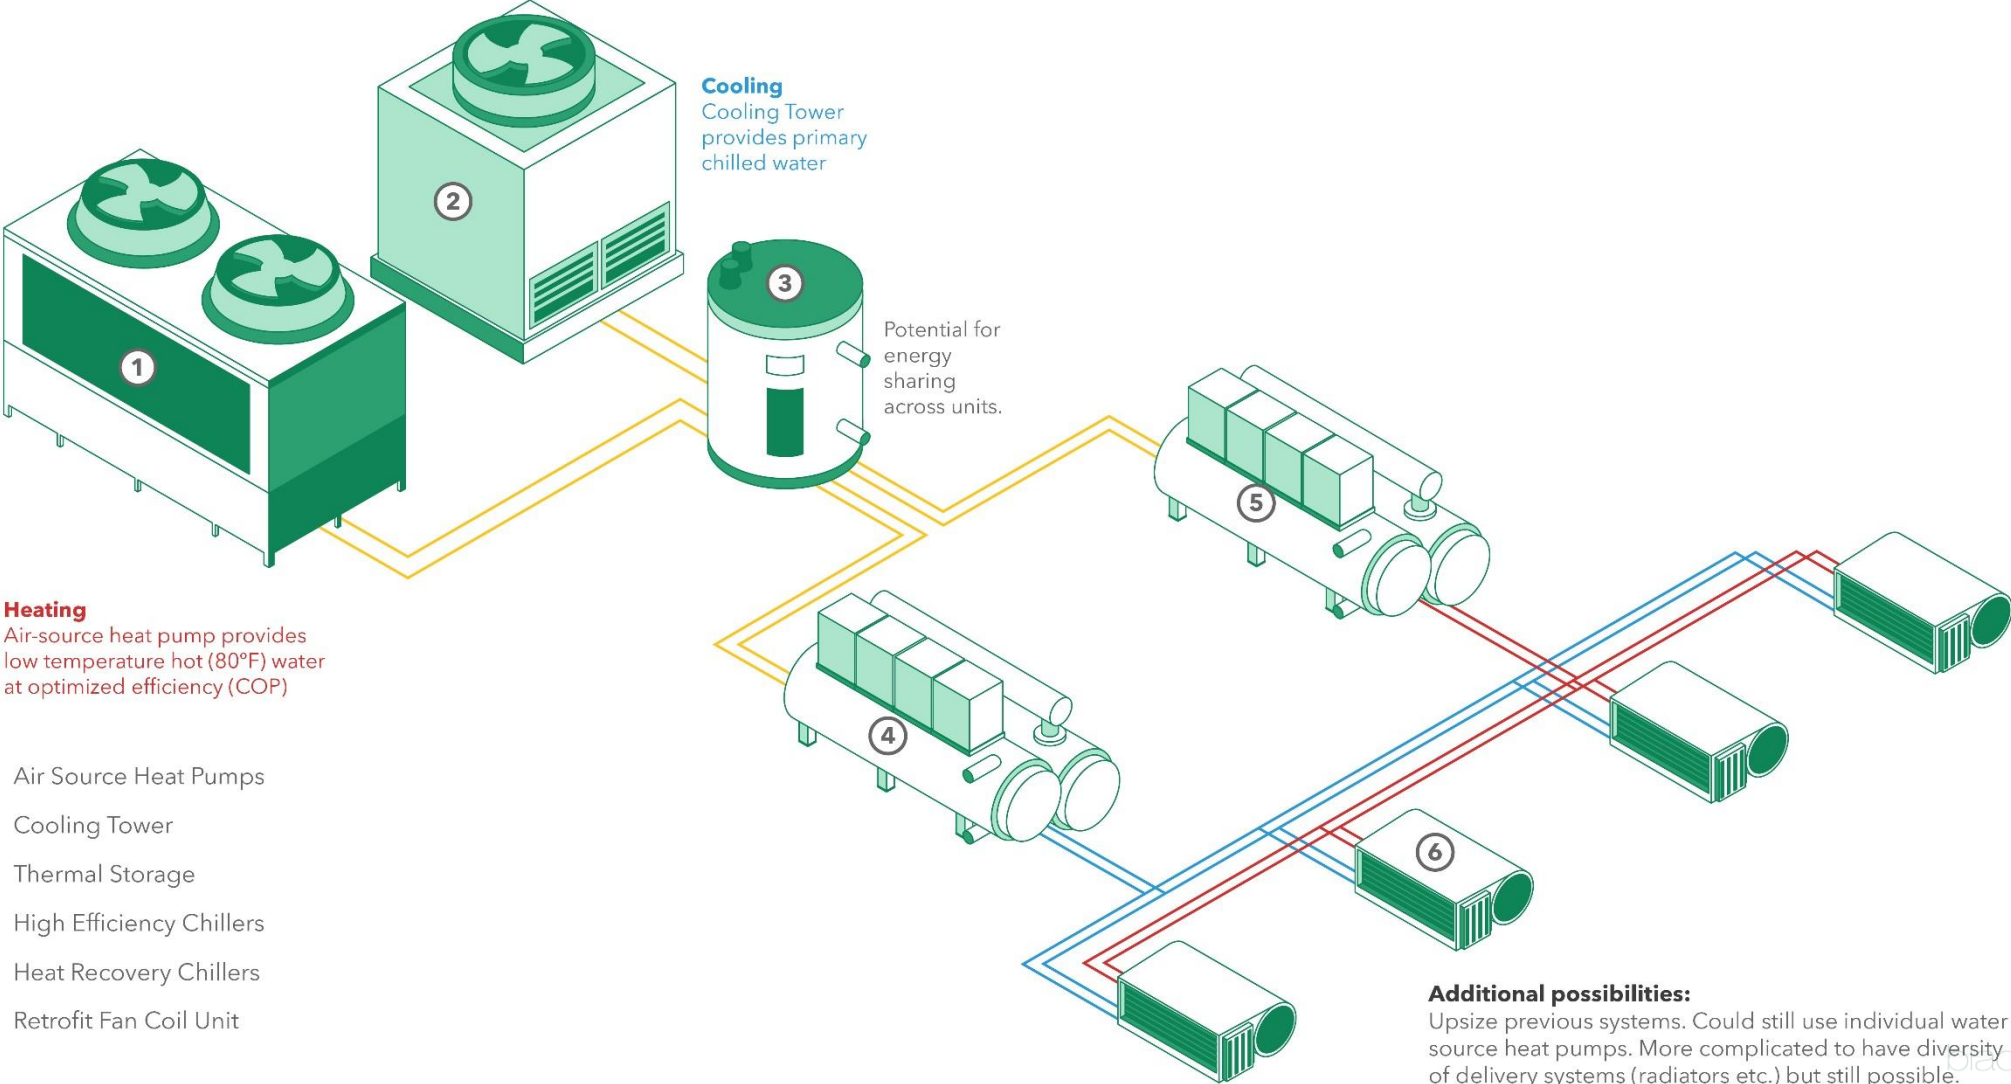 Cooling
Cooling Tower
provides primary
chilled water
2
3
1
Potential for
energy
sharing
across units.
5
Heating
Air-source heat pump provides
low temperature hot (80°F) water
at optimized efficiency (COP)
4
Air Source Heat Pumps
Cooling Tower
Thermal Storage
High Efficiency Chillers
Heat Recovery Chillers
Retrofit Fan Coil Unit
6
Additional possibilities:
Upsize previous systems. Could still use individual water
source heat pumps. More complicated to have diversity
of delivery systems (radiators etc.) but still possible.